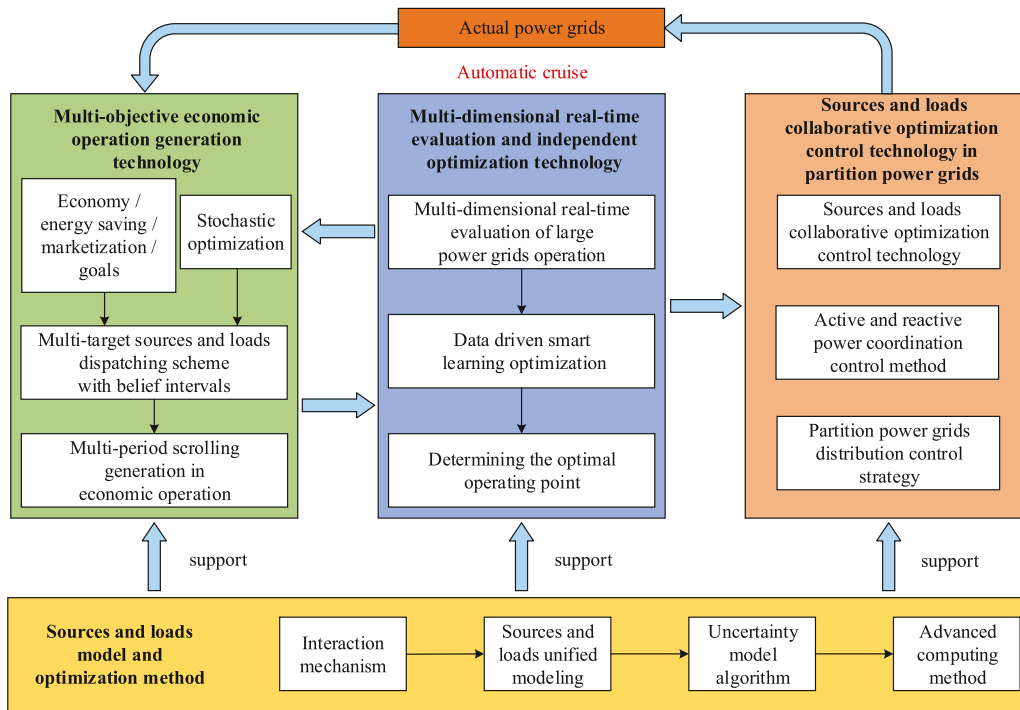 Actual power grids
Automatic cruise
Multi-objective economic
operation generation
technology
Economy /
energy saving /
marketization /
goals
Stochastic
optimization
Multi-target sources and loads
dispatching scheme
with belief intervals
Multi-period scrolling
generation in
economic operation
Multi-dimensional real-time
evaluation and independent
optimization technology
Multi-dimensional real-time
evaluation of large
power grids operation
Data driven smart
learning optimization
Determining the optimal
operating point
Sources and loads
collaborative optimization
control technology in
partition power grids
Sources and loads
collaborative optimization
control technology
Active and reactive
power coordination
control method
Partition power grids
distribution control
strategy
support
support
support
Sources and loads
model and
optimization method
Interaction
mechanism
Sources and
loads unified
modeling
Uncertainty
model
algorithm
Advanced
computing
method